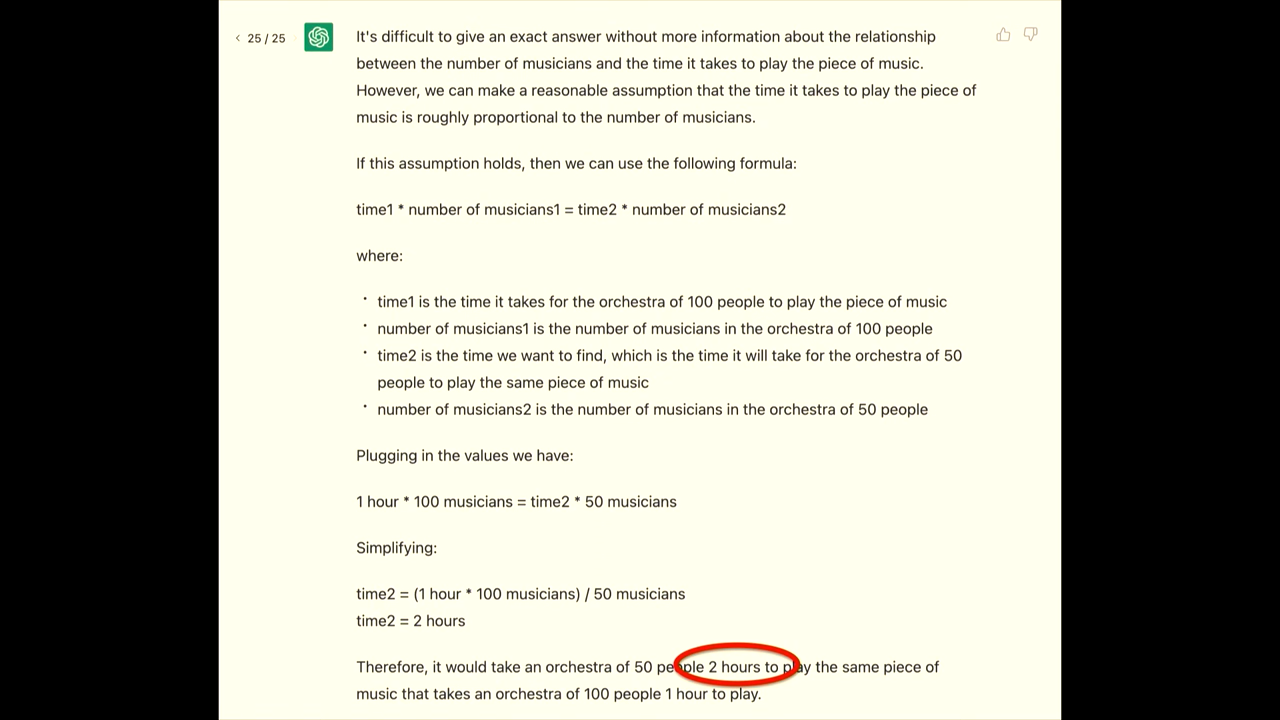 25 / 25
It's difficult to give an exact answer without more information about the relationship
between the number of musicians and the time it takes to play the piece of music.
However, we can make a reasonable assumption that the time it takes to play the piece of
music is roughly proportional to the number of musicians.
If this assumption holds, then we can use the following formula:
time1 * number of musicians1 = time2 * number of musicians2
where:
• time1 is the time it takes for the orchestra of 100 people to play the piece of music
• number of musicians1 is the number of musicians in the orchestra of 100 people
• time2 is the time we want to find, which is the time it will take for the orchestra of 50
people to play the same piece of music
• number of musicians2 is the number of musicians in the orchestra of 50 people
Plugging in the values we have:
1 hour * 100 musicians = time2 * 50 musicians
Simplifying:
time2 = (1 hour * 100 musicians) / 50 musicians
time2 = 2 hours
Therefore, it would take an orchestra of 50 people 2 hours to play the same piece of
music that takes an orchestra of 100 people 1 hour to play.